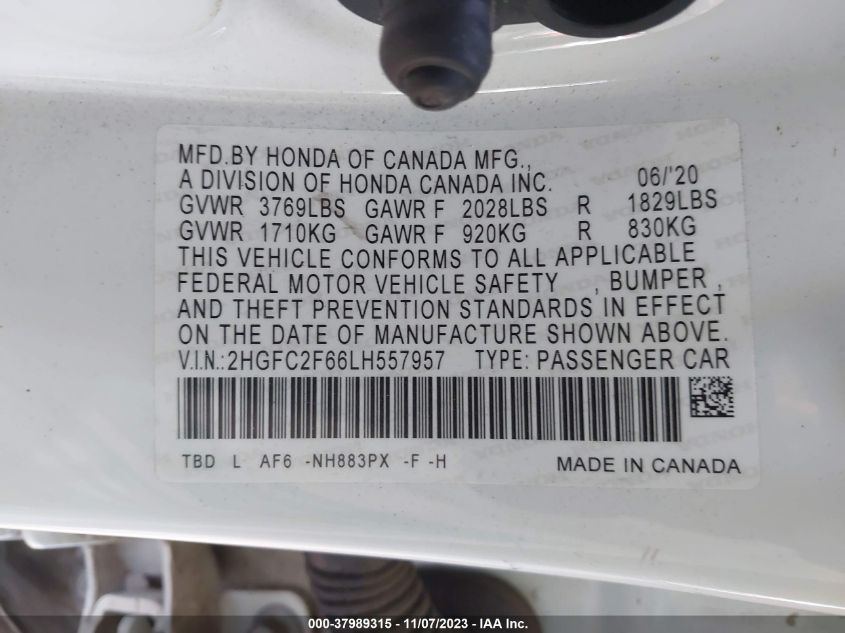 MFD.BY HONDA OF CANADA MFG.,
A DIVISION OF HONDA CANADA INC. 06/'20
GVWR 3769LBS GAWR F 2028LBS R 1829LBS
GVWR 1710KG GAWR F 920KG R 830KG
THIS VEHICLE CONFORMS TO ALL APPLICABLE
FEDERAL MOTOR VEHICLE SAFETY , BUMPER ,
AND THEFT PREVENTION STANDARDS IN EFFECT
ON THE DATE OF MANUFACTURE SHOWN ABOVE.
V.I.N.:2HGFC2F66LH557957 TYPE: PASSENGER CAR
TBD L AF6 -NH883PX -F -H MADE IN CANADA
000-37989315 - 11/07/2023 - IAA Inc.